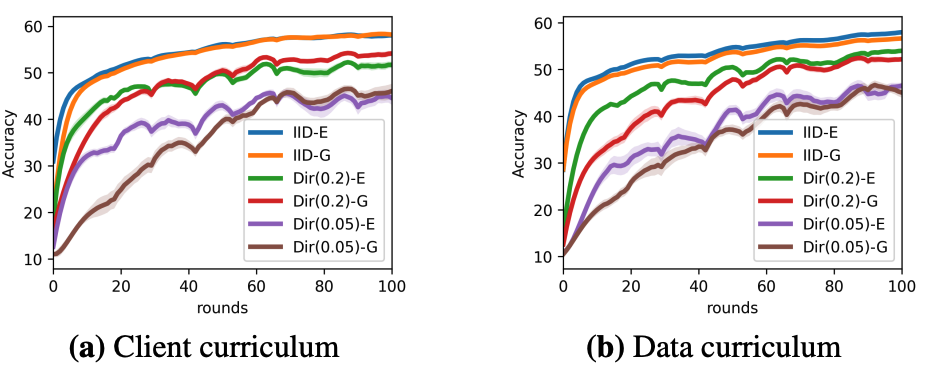 60
50
40
30
20
10
Accuracy
0 20 40 60 80 100
rounds
IID-E
IID-G
Dir(0.2)-E
Dir(0.2)-G
Dir(0.05)-E
Dir(0.05)-G
(a) Client curriculum
60
50
40
30
20
10
Accuracy
0 20 40 60 80 100
rounds
IID-E
IID-G
Dir(0.2)-E
Dir(0.2)-G
Dir(0.05)-E
Dir(0.05)-G
(b) Data curriculum